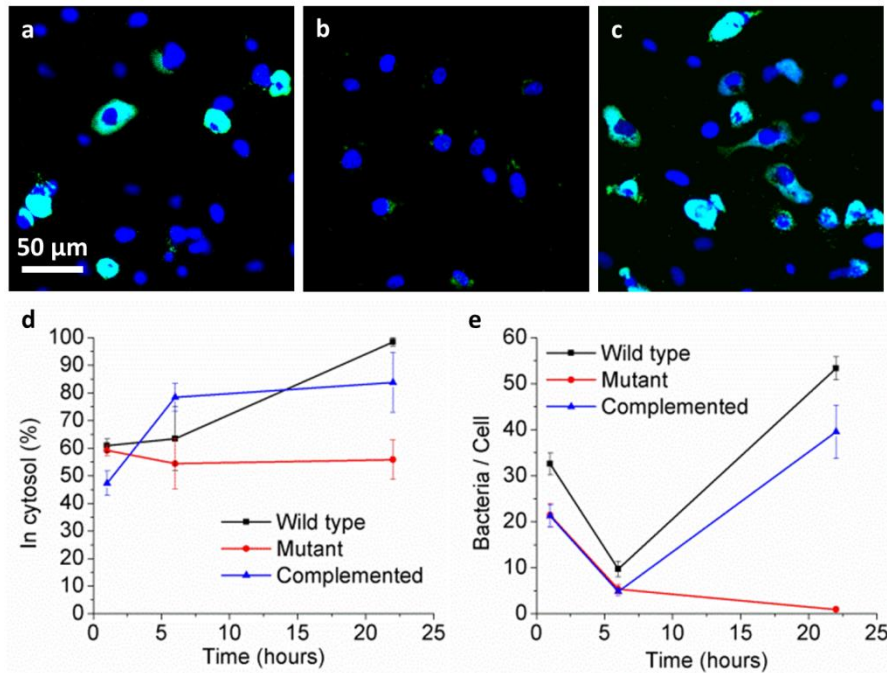 a
b
c
50 µm
d
100
90
80
70
60
50
40
30
20
10
0
In cytosol (%)
Wild type
Mutant
Complemented
0 5 10 15 20 25
Time (hours)
e
60
50
40
30
20
10
0
Bacteria / Cell
Wild type
Mutant
Complemented
0 5 10 15 20 25
Time (hours)